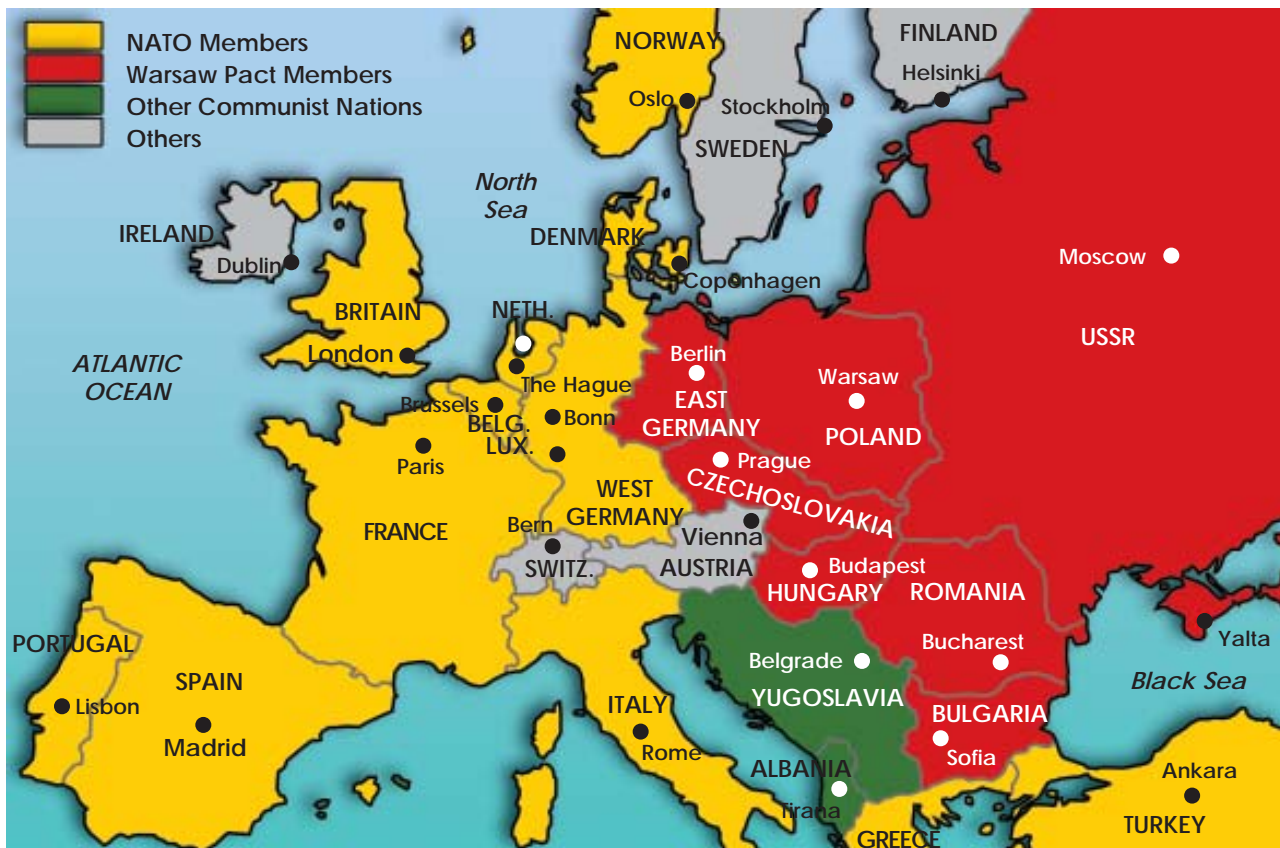 NATO Members
Warsaw Pact Members
Other Communist Nations
Others
NORWAY
Oslo
FINLAND
Helsinki
Stockholm
SWEDEN
North
Sea
IRELAND
Dublin
DENMARK
Copenhagen
Moscow
BRITAIN
London
NETH.
The Hague
USSR
ATLANTIC
OCEAN
Berlin
EAST
GERMANY
Warsaw
POLAND
Brussels
BELG.
LUX.
Bonn
Paris
Prague
CZECHOSLOVAKIA
WEST
GERMANY
FRANCE
Bern
SWITZ.
Vienna
AUSTRIA
Budapest
HUNGARY
ROMANIA
Bucharest
Yalta
Black Sea
PORTUGAL
Lisbon
SPAIN
Madrid
ITALY
Rome
Belgrade
YUGOSLAVIA
BULGARIA
Sofia
ALBANIA
Tirana
GREECE
Ankara
TURKEY